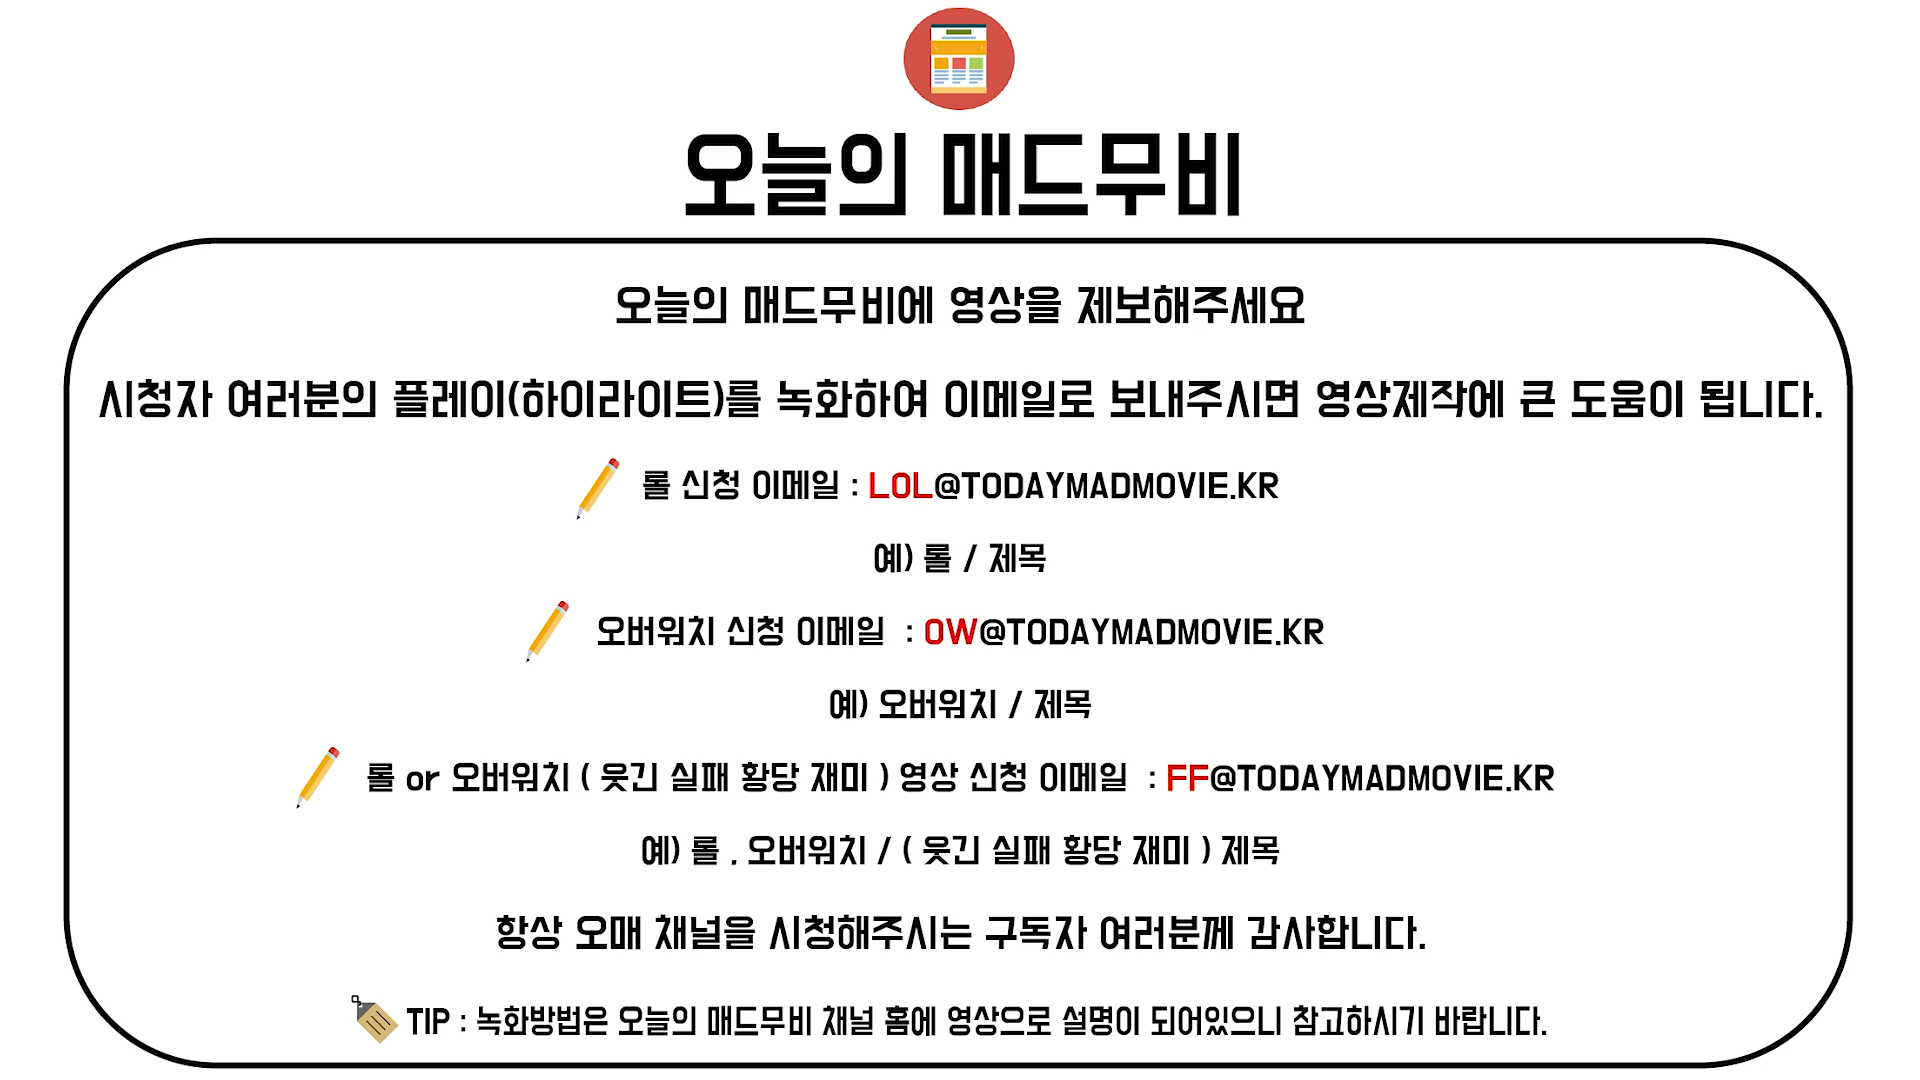 오늘의 매드무비
오늘의 매드무비에 영상을 제보해주세요
시청자 여러분의 플레이(하이라이트)를 녹화하여 이메일로 보내주시면 영상제작에 큰 도움이 됩니다.
롤 신청 이메일 : LOL@TODAYMADMOVIE.KR
예) 롤 / 제목
오버워치 신청 이메일 : OW@TODAYMADMOVIE.KR
예) 오버워치 / 제목
롤 or 오버워치 ( 웃긴 실패 황당 재미 ) 영상 신청 이메일 : FF@TODAYMADMOVIE.KR
예) 롤 . 오버워치 / ( 웃긴 실패 황당 재미 ) 제목
항상 오매 채널을 시청해주시는 구독자 여러분께 감사합니다.
TIP : 녹화방법은 오늘의 매드무비 채널 홈에 영상으로 설명이 되어있으니 참고하시기 바랍니다.